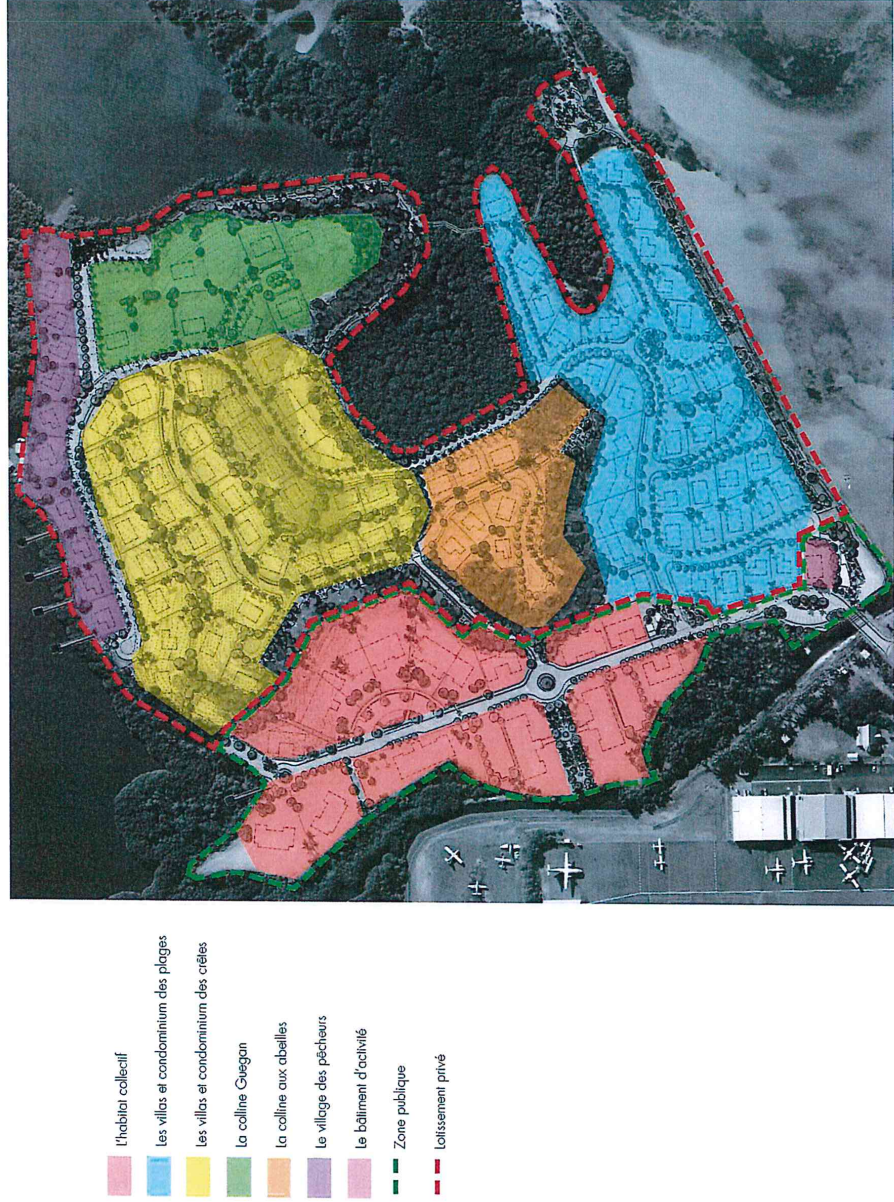 L'habitat collectif
Les villas et condominium des plages
Les villas et condominium des crêtes
La colline Guegan
La colline aux abeilles
Le village des pêcheurs
Le bâtiment d'activité
Zone publique
Lotissement privé